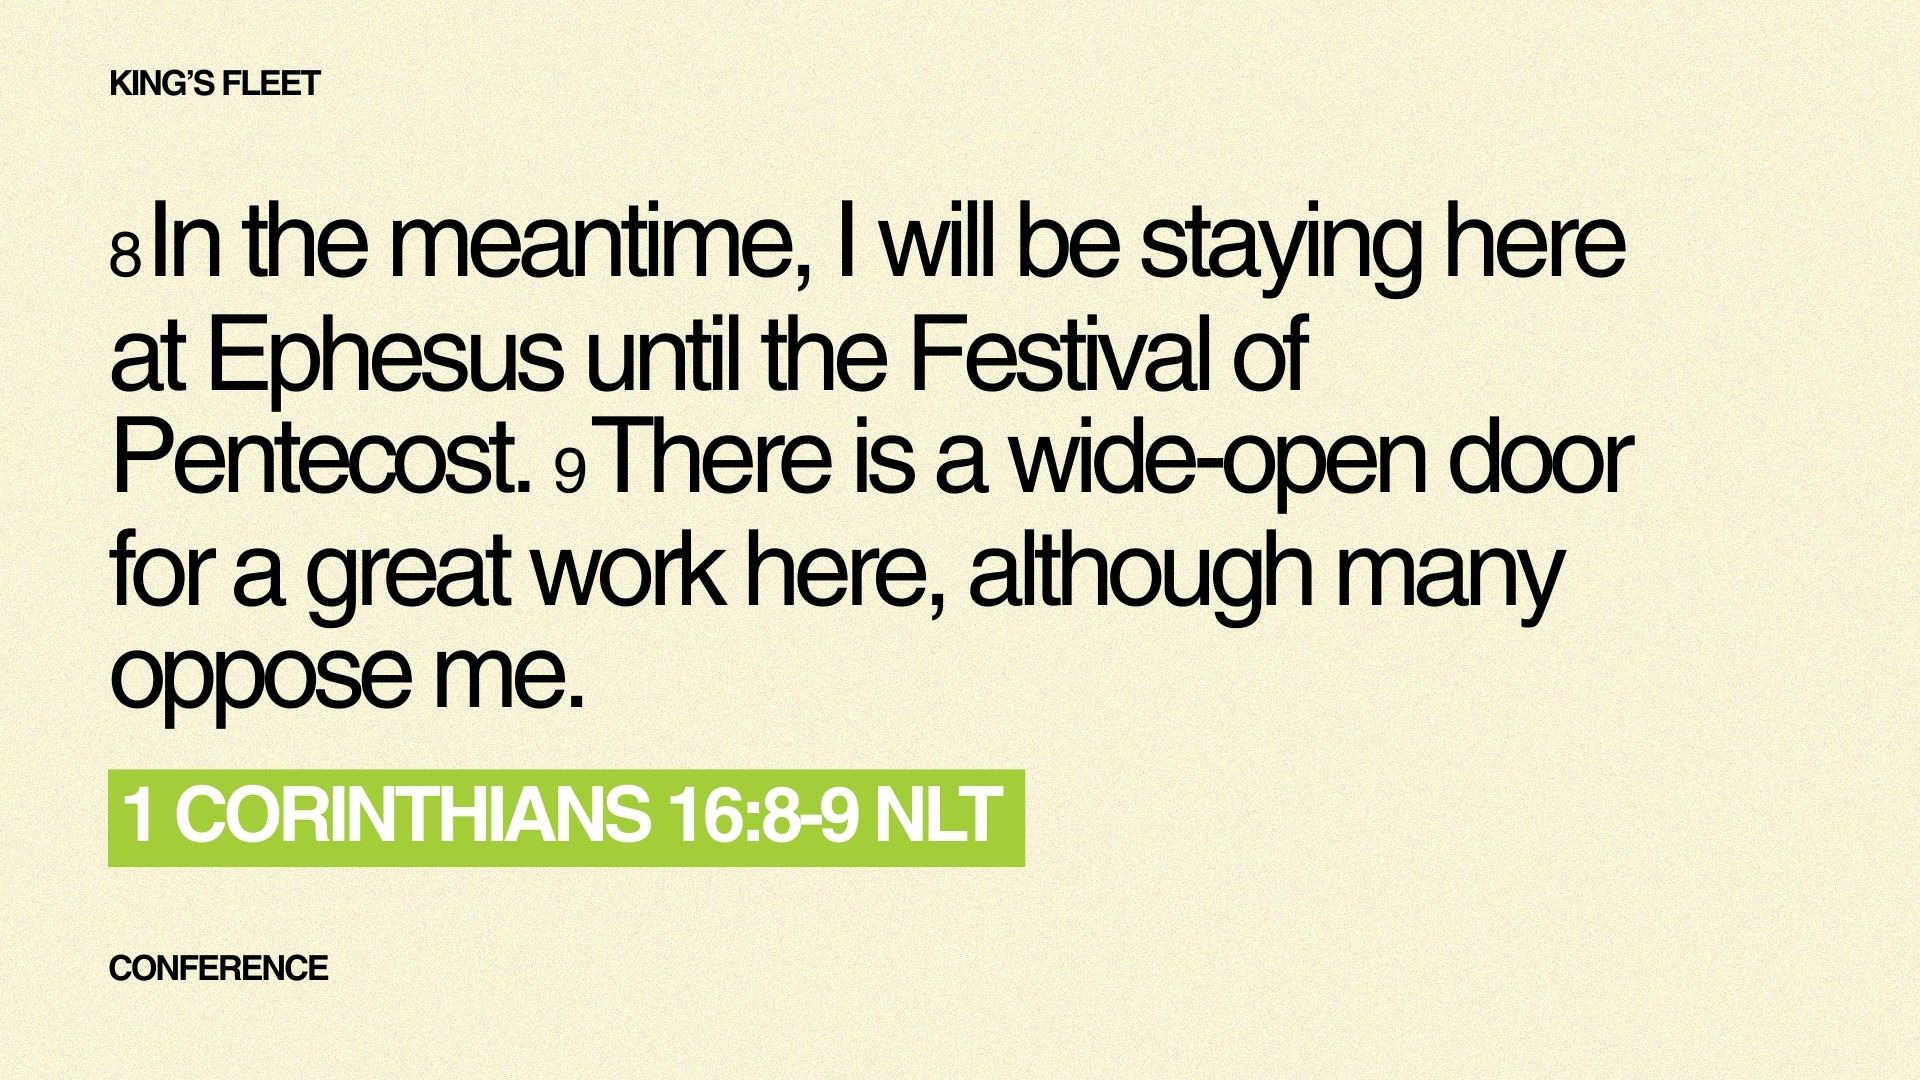 KING’S FLEET
8 In the meantime, I will be staying here
at Ephesus until the Festival of
Pentecost. 9 There is a wide-open door
for a great work here, although many
oppose me.
1 CORINTHIANS 16:8-9 NLT
CONFERENCE